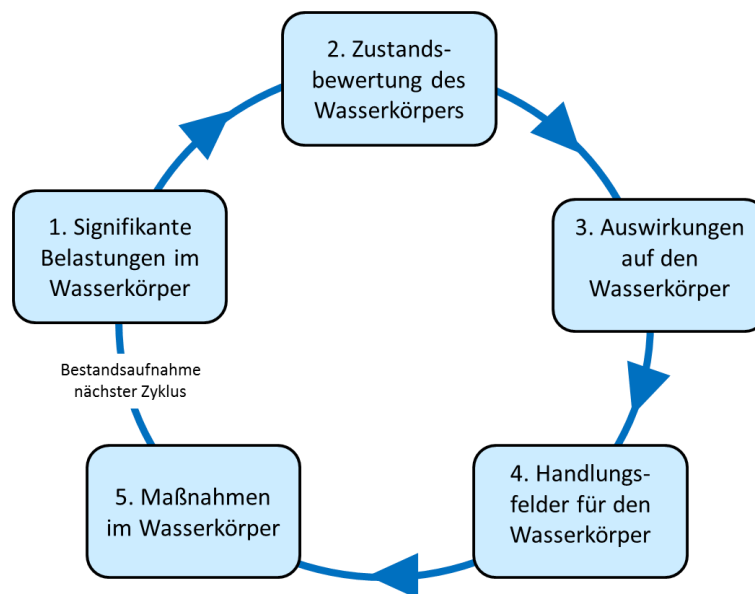 2. Zustands-
bewertung des
Wasserkörpers
1. Signifikante
Belastungen im
Wasserkörper
3. Auswirkungen
auf den
Wasserkörper
Bestandsaufnahme
nächster Zyklus
5. Maßnahmen
im Wasserkörper
4. Handlungs-
felder für den
Wasserkörper